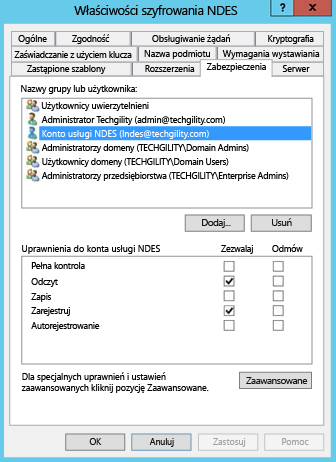 Właściwości szyfrowania NDES
? x
Ogólne Zgodność Obsługiwanie żądań Kryptografia
Zaświadczanie z użyciem klucza Nazwa podmiotu Wymagania wystawiania
Zastąpione szablony Rozszerzenia Zabezpieczenia Serwer
Nazwy grupy lub użytkownika:
Użytkownicy uwierzytelnieni
Administrator Techgility (admin@techgility.com)
Konto usługi NDES (Indes@techgility.com)
Administratorzy domeny (TECHGILITY\Domain Admins)
Użytkownicy domeny (TECHGILITY\Domain Users)
Administratorzy przedsiębiorstwa (TECHGILITY\Enterprise Admins)
Dodaj... Usuń
Uprawnienia do konta usługi NDES Zezwalaj Odmów
Pełna kontrola
Odczyt
Zapis
Zarejestruj
Autorejestrowanie
Dla specjalnych uprawnień i ustawień
zaawansowanych kliknij pozycję Zaawansowane.
Zaawansowane
OK Anuluj Zastosuj Pomoc